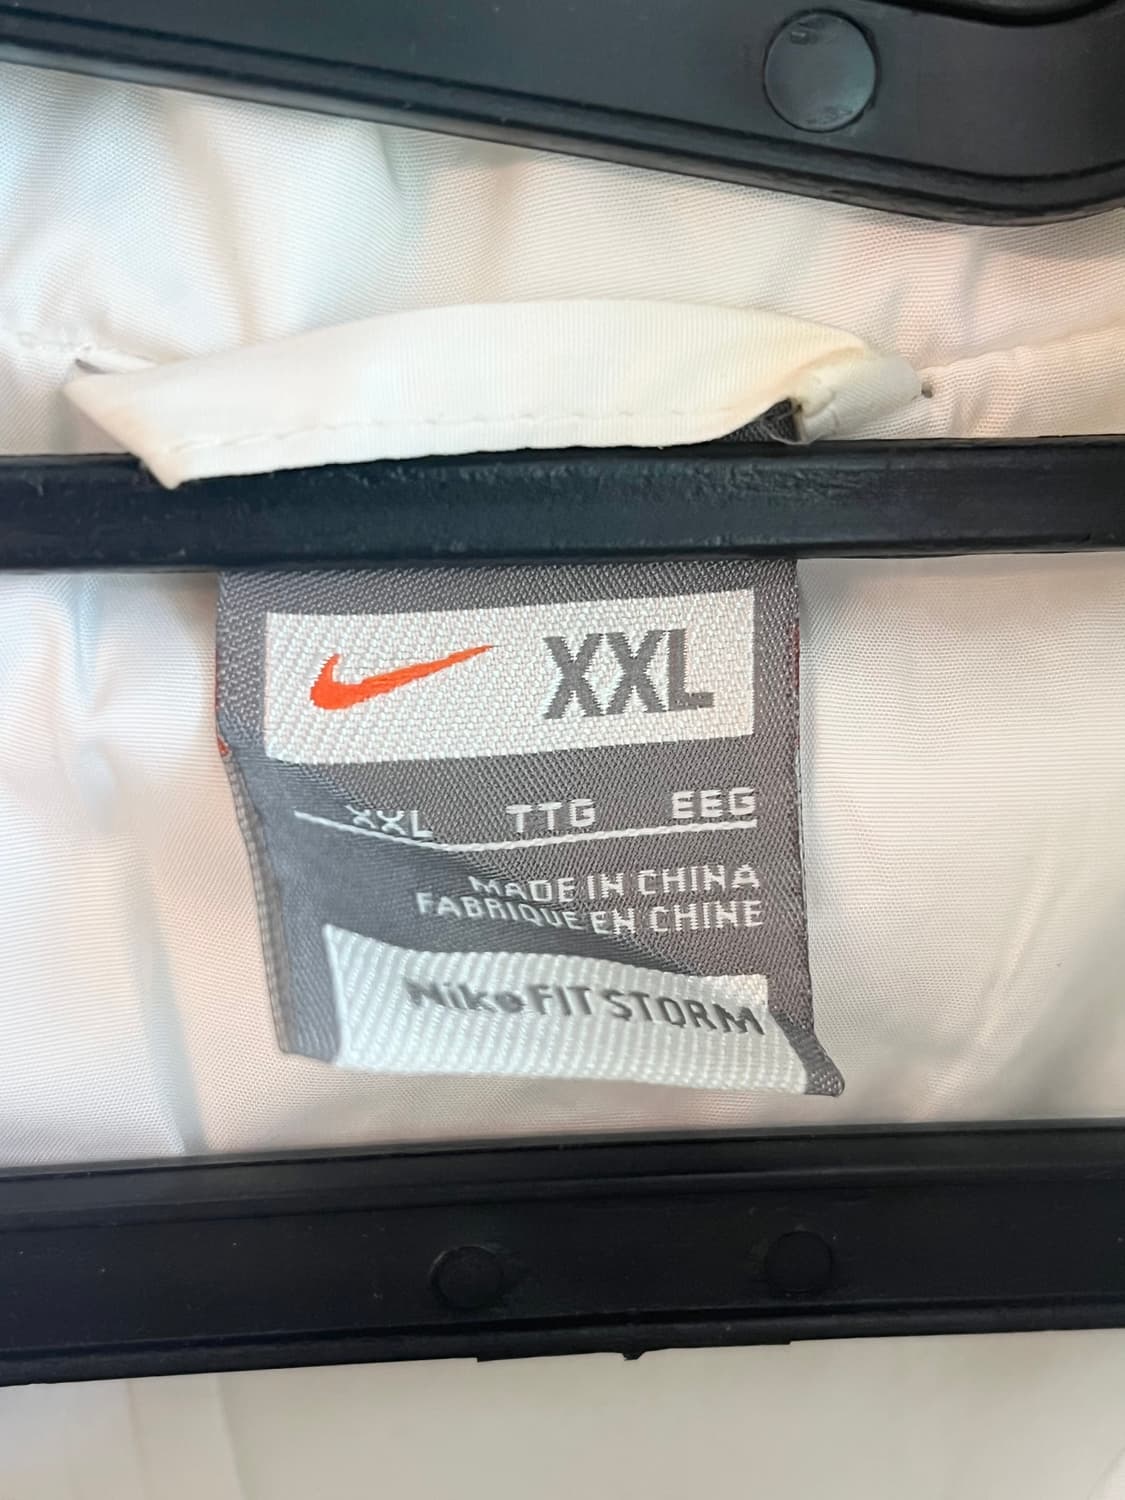 XXL
XXL TTG EEG
MADE IN CHINA
FABRIQUE EN CHINE
Nike FIT STORM